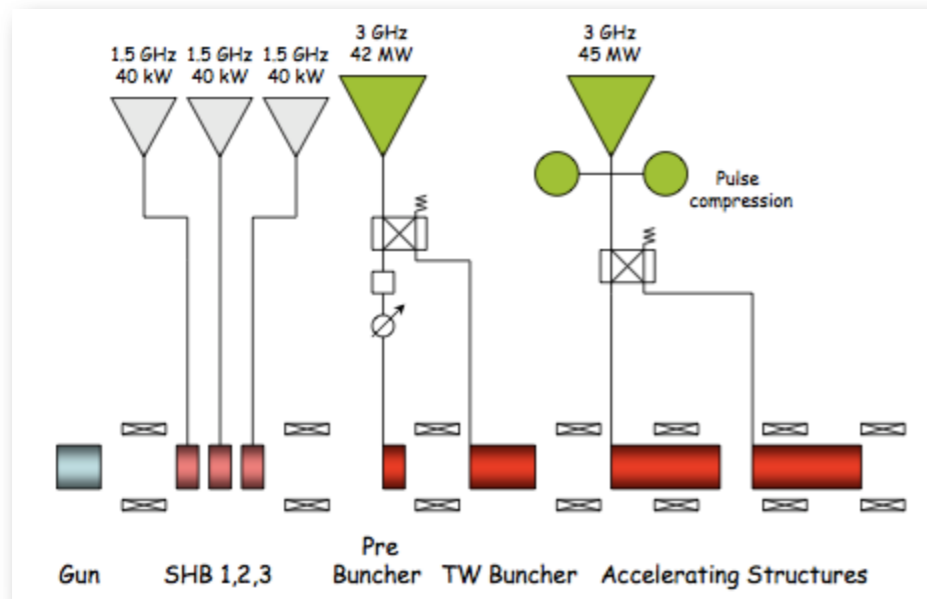 1.5 GHz
40 kW
1.5 GHz
40 kW
1.5 GHz
40 kW
3 GHz
42 MW
3 GHz
45 MW
Pulse
compression
Gun
SHB 1,2,3
Pre
Buncher
TW Buncher
Accelerating Structures